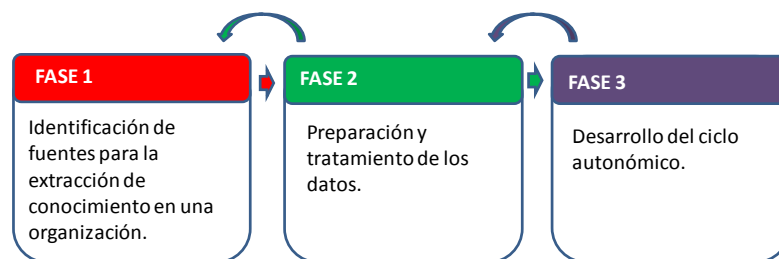 FASE 1
Identificación de
fuentes para la
extracción de
conocimiento en una
organización.
FASE 2
Preparación y
tratamiento de los
datos.
FASE 3
Desarrollo del ciclo
autonómico.